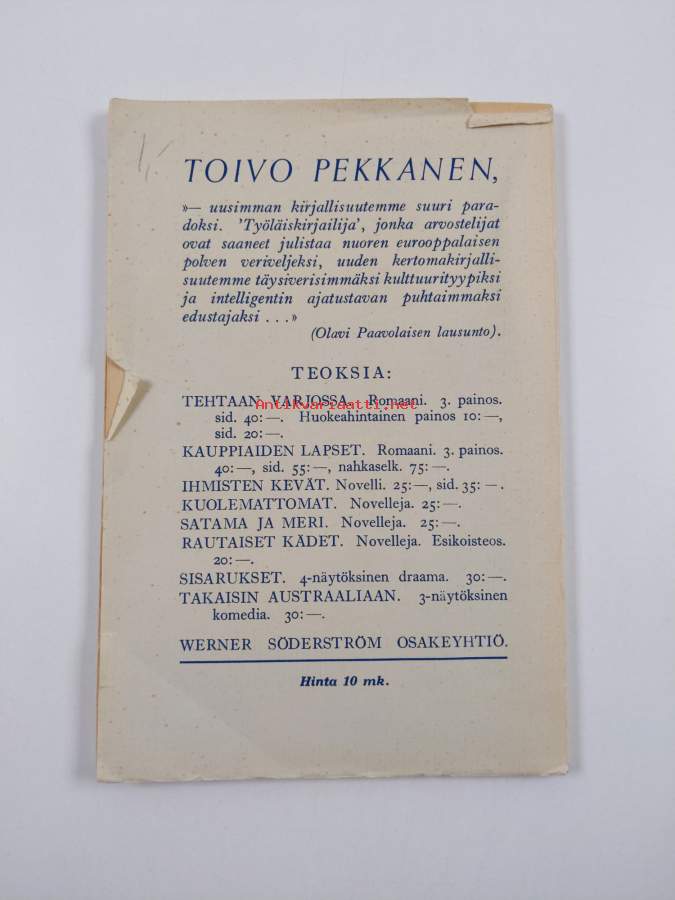 1,
TOIVO PEKKANEN,
»— uusimman kirjallisuutemme suuri para-
doksi. 'Työläiskirjailija', jonka arvostelijat
ovat saaneet julistaa nuoren eurooppalaisen
polven veriveljeksi, uuden kertomakirjalli-
suutemme täysiverisimmäksi kulttuurityypiksi
ja intelligentin ajatustavan puhtaimmaksi
edustajaksi . . .»
(Olavi Paavolaisen lausunto).
TEOKSIA:
TEHTAAN VARJOSSA. Romaani. 3. painos.
Antikvariaatti.net
sid. 40: —. Huokeahintainen painos 10: —,
sid. 20: —.
KAUPPIAIDEN LAPSET. Romaani. 3. painos.
40: —, sid. 55: —, nahkaselk. 75: —.
IHMISTEN KEVÄT. Novelli. 25: —, sid. 35: —.
KUOLEMATTOMAT. Novelleja. 25: —.
SATAMA JA MERI. Novelleja. 25: —.
RAUTAISET KÄDET. Novelleja. Esikoisteos.
20: —.
SISARUKSET. 4-näytöksinen draama. 30: —.
TAKAISIN AUSTRAALIAAN. 3-näytöksinen
komedia. 30: —.
WERNER SÖDERSTRÖM OSAKEYHTIÖ.
Hinta 10 mk.